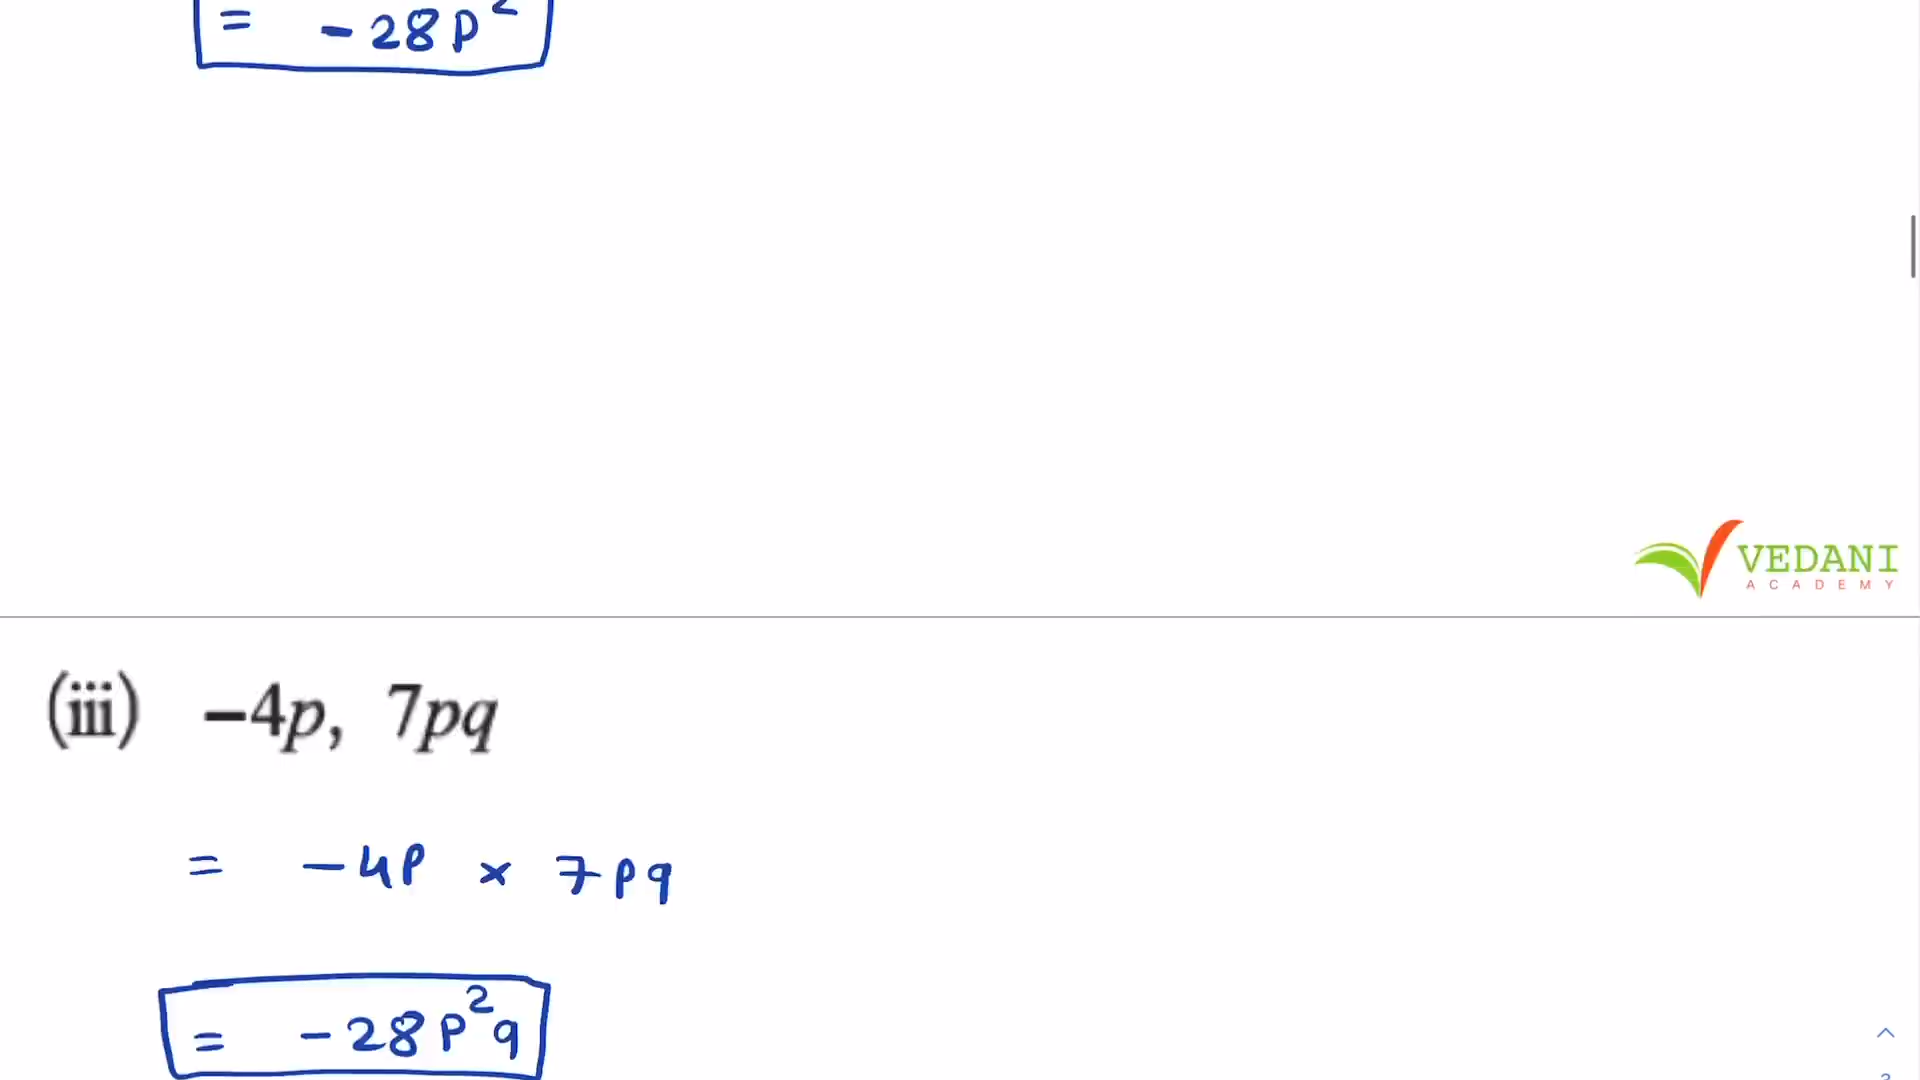 = -28p²
VEDANI
ACADEMY
(iii) −4p, 7pq
= -4p × 7pq
= -28p²q